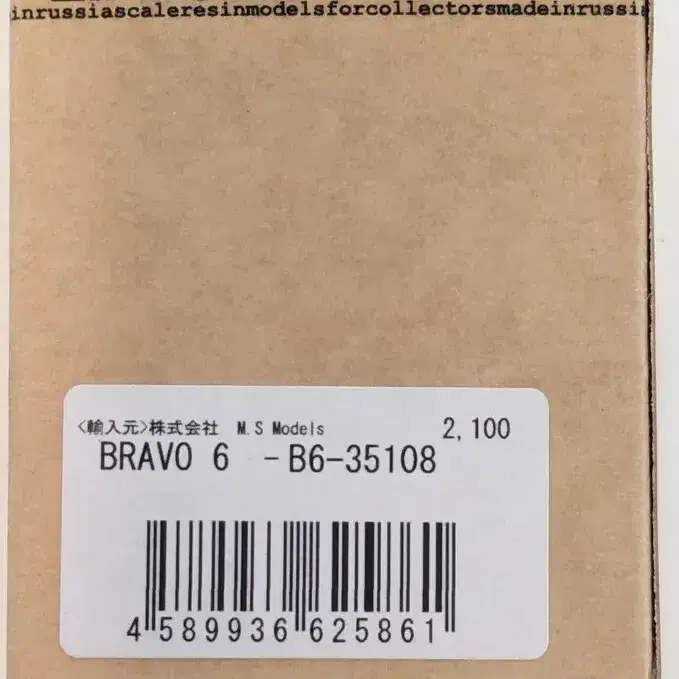 inrussiascaleresinmodelsforcollectorsmadeinrussia
<輸入元>株式会社 M.S Models 2,100
BRAVO 6 -B6-35108
4 589936 625861